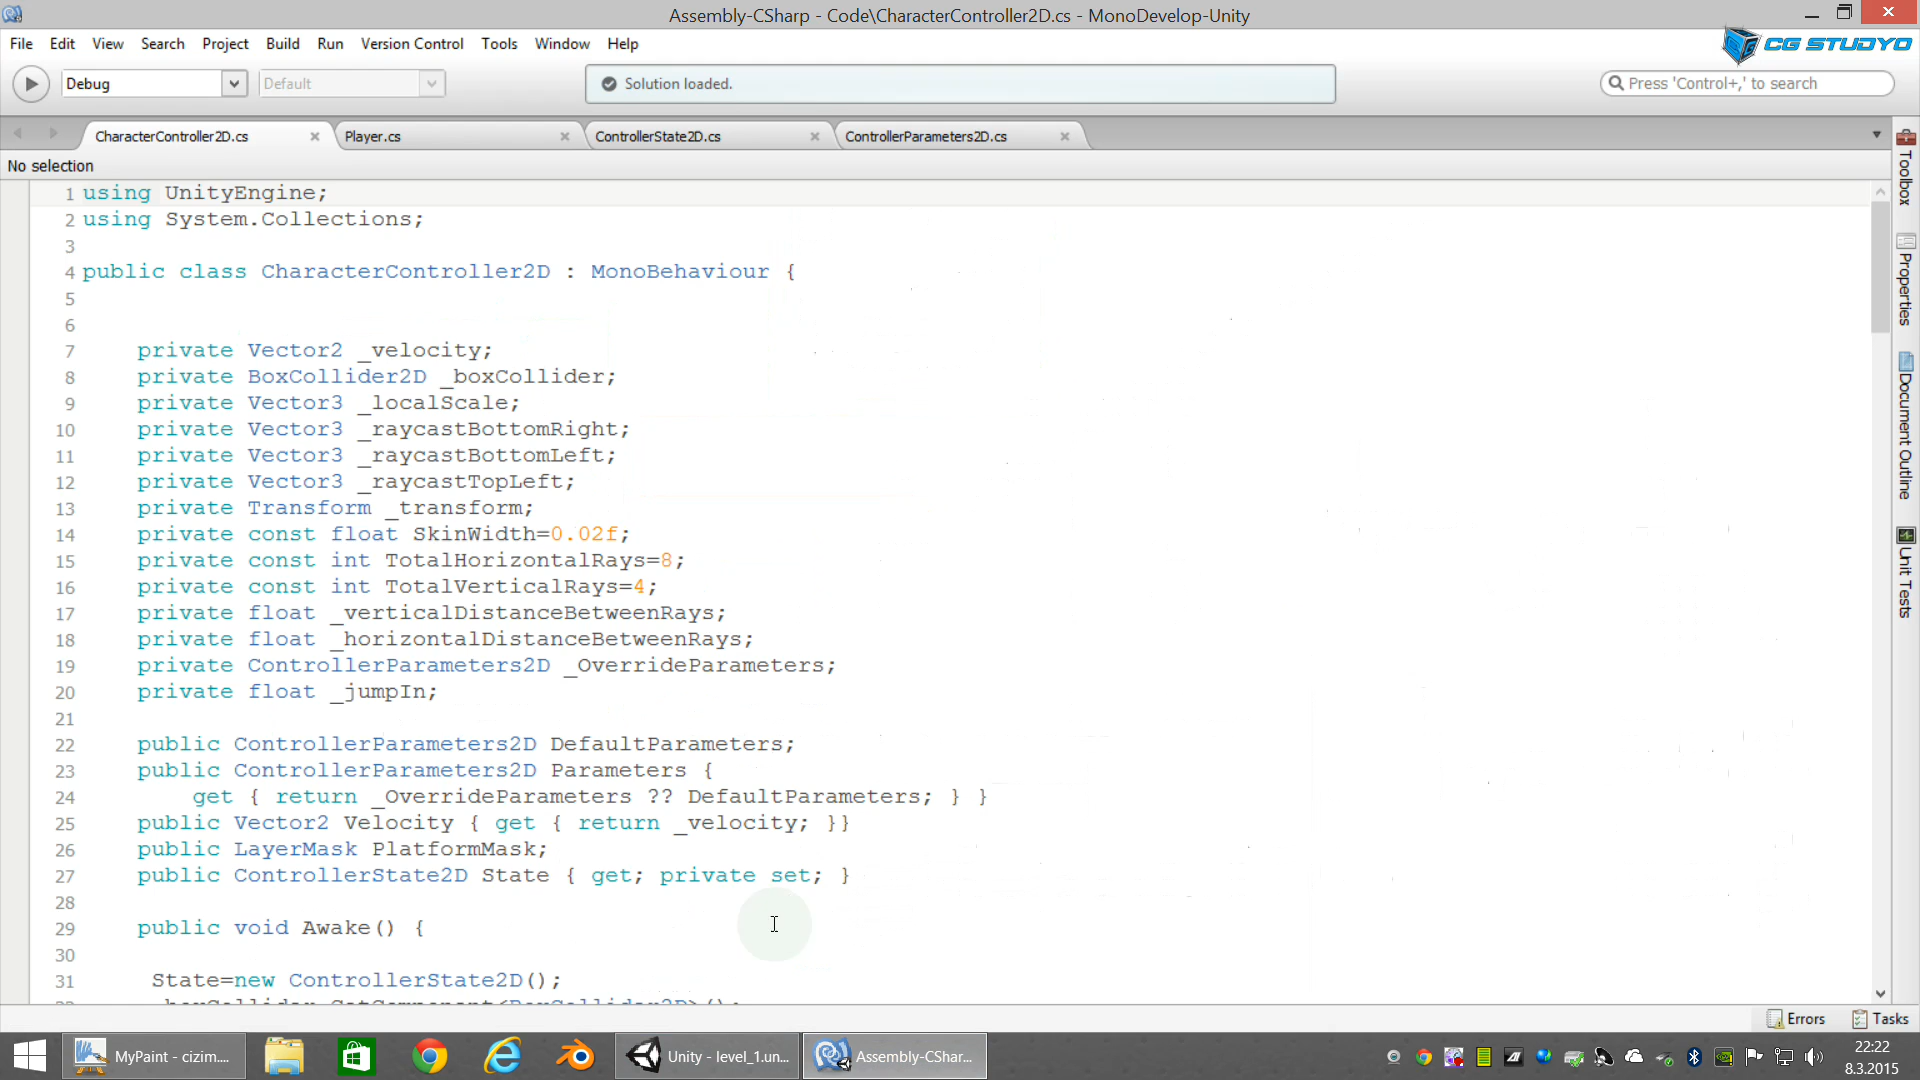 Assembly-CSharp - Code\CharacterController2D.cs - MonoDevelop-Unity
File Edit View Search Project Build Run Version Control Tools Window Help
CG STUDYO
Debug Default Solution loaded. Press 'Control+,' to search
CharacterController2D.cs Player.cs ControllerState2D.cs ControllerParameters2D.cs
No selection
1 using UnityEngine;
2 using System.Collections;
3
4 public class CharacterController2D : MonoBehaviour {
5
6
7 private Vector2 _velocity;
8 private BoxCollider2D _boxCollider;
9 private Vector3 _localScale;
10 private Vector3 _raycastBottomRight;
11 private Vector3 _raycastBottomLeft;
12 private Vector3 _raycastTopLeft;
13 private Transform _transform;
14 private const float SkinWidth=0.02f;
15 private const int TotalHorizontalRays=8;
16 private const int TotalVerticalRays=4;
17 private float _verticalDistanceBetweenRays;
18 private float _horizontalDistanceBetweenRays;
19 private ControllerParameters2D _OverrideParameters;
20 private float _jumpIn;
21
22 public ControllerParameters2D DefaultParameters;
23 public ControllerParameters2D Parameters {
24 get { return _OverrideParameters ?? DefaultParameters; } }
25 public Vector2 Velocity { get { return _velocity; }}
26 public LayerMask PlatformMask;
27 public ControllerState2D State { get; private set; }
28
29 public void Awake() {
30
31 State=new ControllerState2D();
Toolbox
Properties
Document Outline
Unit Tests
Errors Tasks
MyPaint - cizim.... Unity - level_1.un... Assembly-CShar...
22:22
8.3.2015